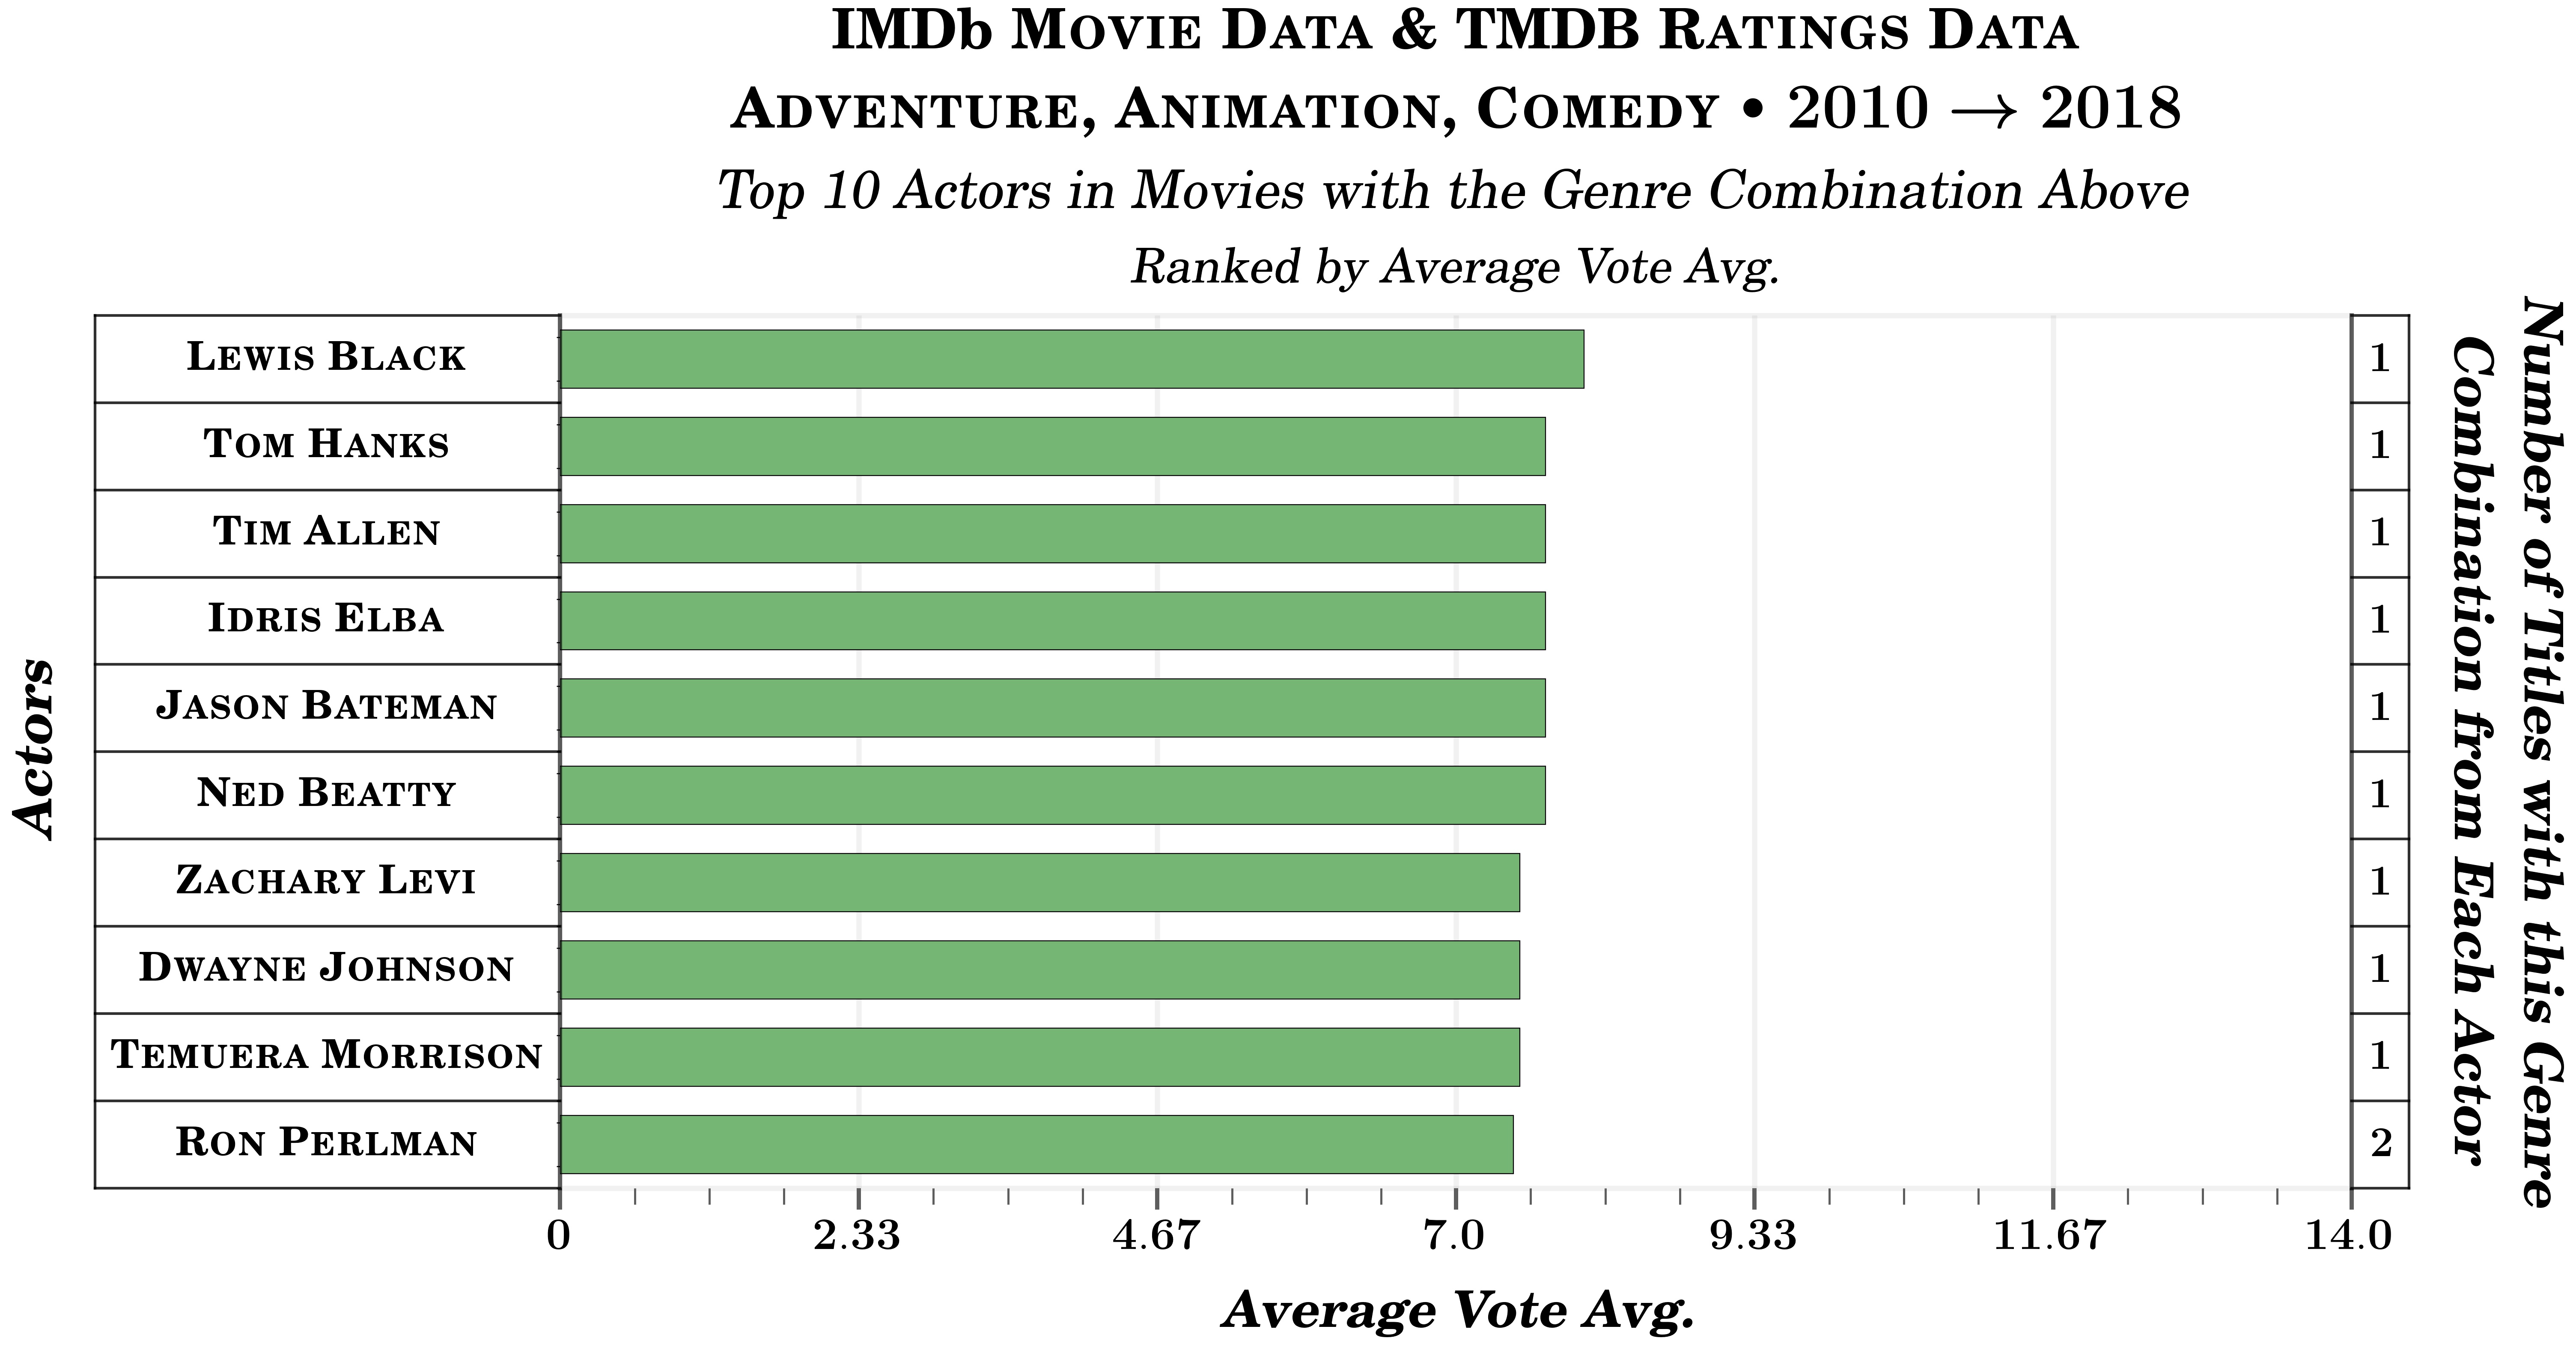 IMDb Movie Data & TMDB Ratings Data
Adventure, Animation, Comedy • 2010 → 2018
Top 10 Actors in Movies with the Genre Combination Above
Ranked by Average Vote Avg.
Actors
Lewis Black 1
Tom Hanks 1
Tim Allen 1
Idris Elba 1
Jason Bateman 1
Ned Beatty 1
Zachary Levi 1
Dwayne Johnson 1
Temuera Morrison 1
Ron Perlman 2
0 2.33 4.67 7.0 9.33 11.67 14.0
Average Vote Avg.
Number of Titles with this Genre
Combination from Each Actor